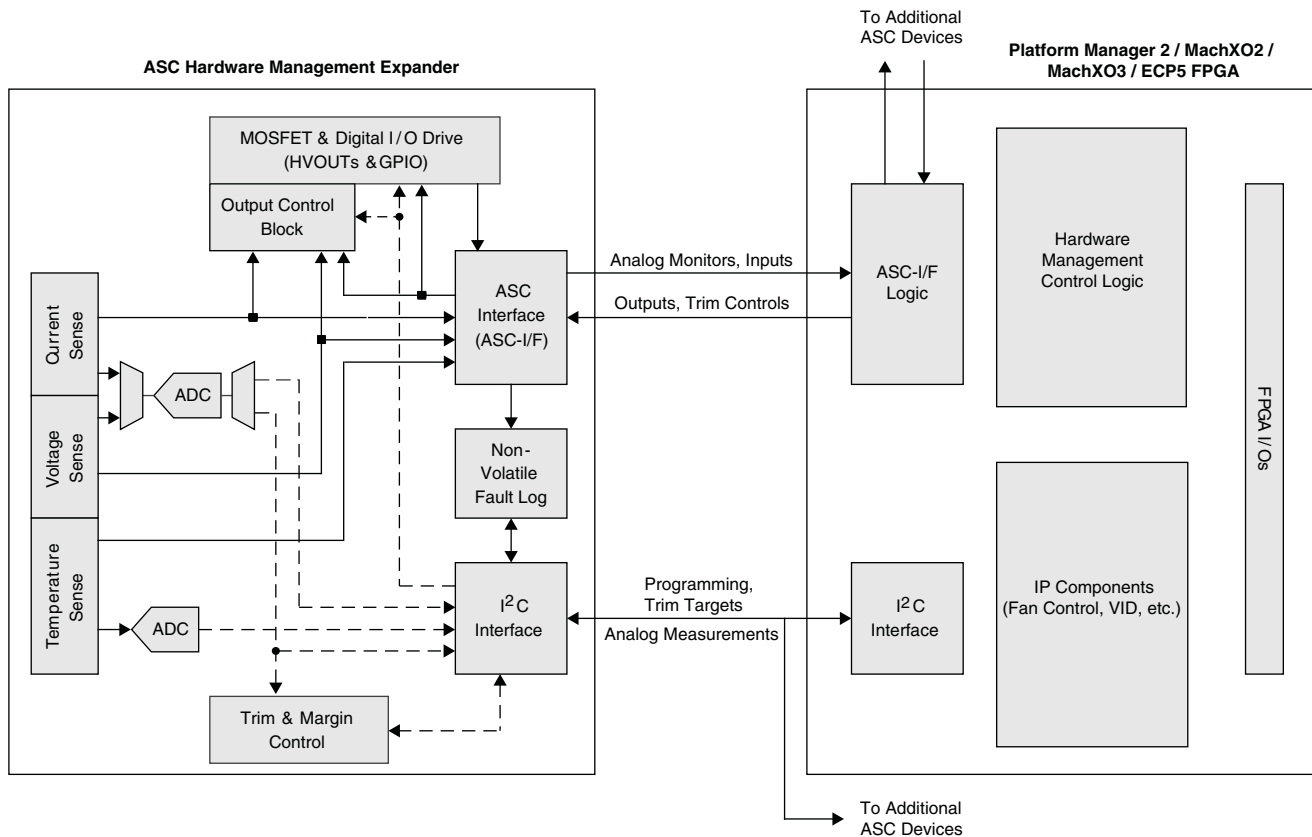 To Additional
ASC Devices
ASC Hardware Management Expander
Platform Manager 2 / MachXO2 /
MachXO3 / ECP5 FPGA
MOSFET & Digital I/O Drive
(HVOUTs & GPIO)
Output Control
Block
Current
Sense
Voltage
Sense
Temperature
Sense
ADC
ADC
ASC
Interface
(ASC-I/F)
Non-
Volatile
Fault Log
I2C
Interface
Trim & Margin
Control
Analog Monitors, Inputs
Outputs, Trim Controls
Programming,
Trim Targets
Analog Measurements
ASC-I/F
Logic
Hardware
Management
Control Logic
I2C
Interface
IP Components
(Fan Control, VID, etc.)
FPGA I/Os
To Additional
ASC Devices